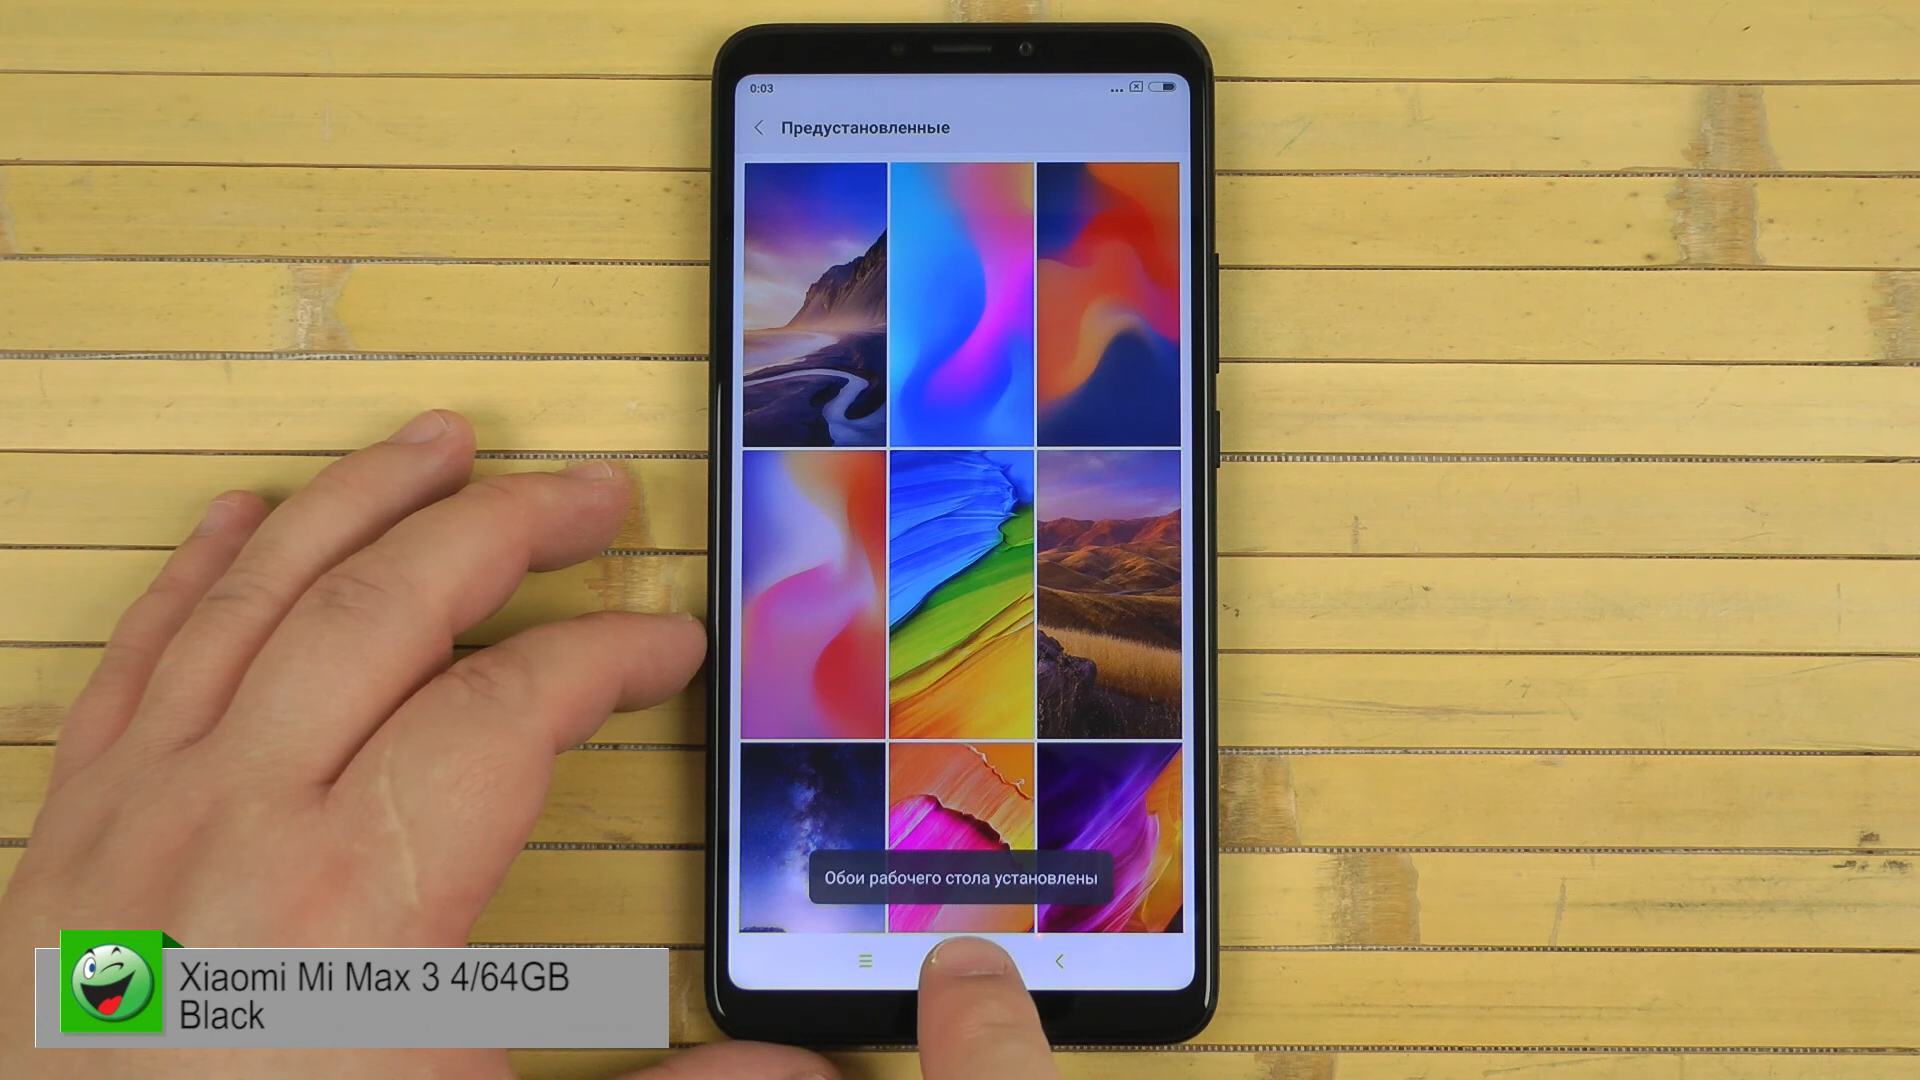 0:03
Предустановленные
Обои рабочего стола установлены
Xiaomi Mi Max 3 4/64GB
Black